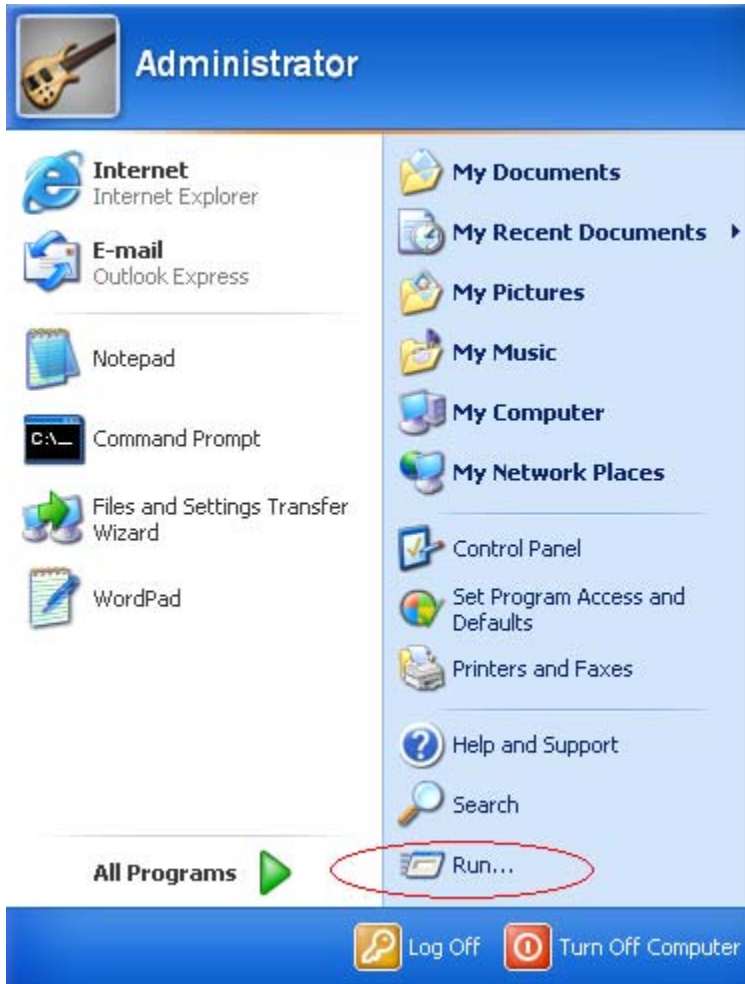 Administrator
Internet
Internet Explorer
E-mail
Outlook Express
Notepad
C:\_
Command Prompt
Files and Settings Transfer
Wizard
WordPad
All Programs
My Documents
My Recent Documents
My Pictures
My Music
My Computer
My Network Places
Control Panel
Set Program Access and
Defaults
Printers and Faxes
Help and Support
Search
Run...
Log Off
Turn Off Computer